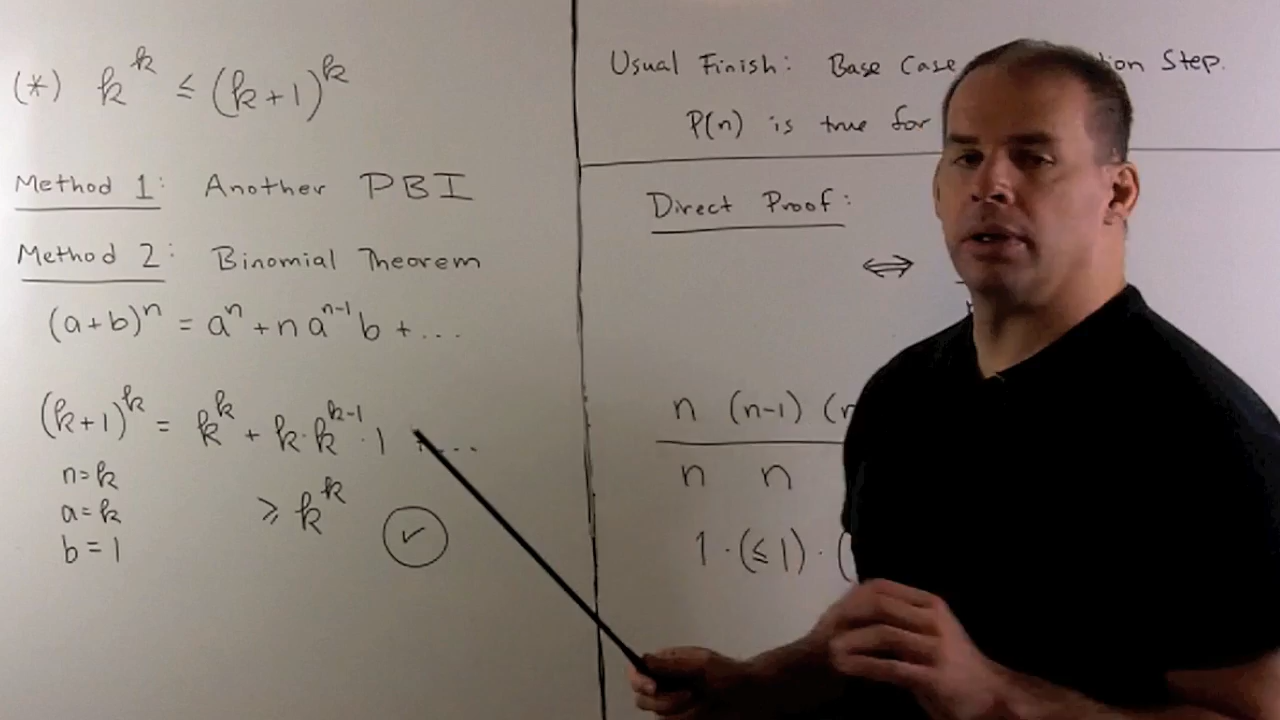 (*) k^k ≤ (k+1)^k
Method 1: Another PBI
Method 2: Binomial Theorem
(a+b)^n = a^n + n a^{n-1} b + ...
(k+1)^k = k^k + k·k^{k-1}·1 + ...
n=k
a=k
b=1
≥ k^k ✓
Usual Finish: Base Case Step.
P(n) is true for
Direct Proof:
⇔
n (n-1) (n
n n
1·(≤1)·(